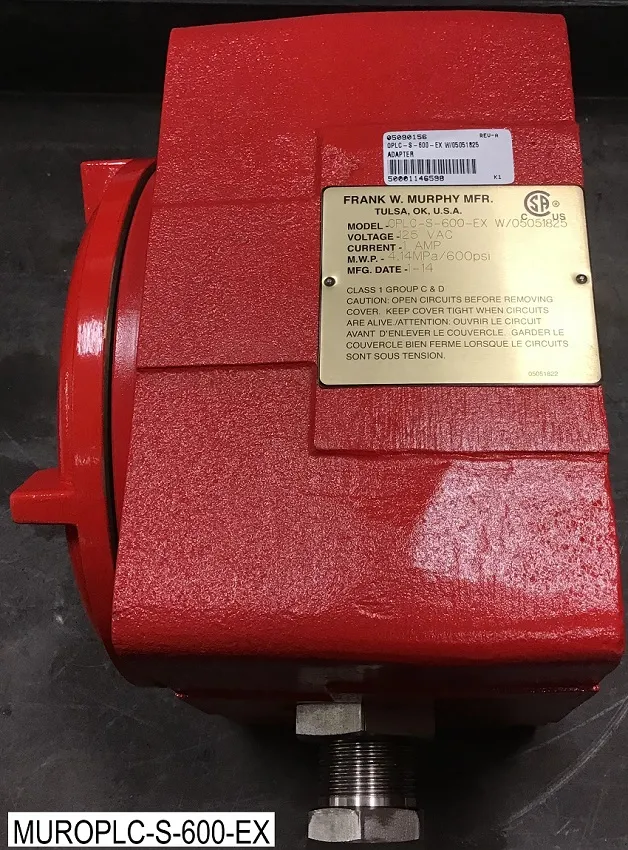 05090156 REV-A
OPLC-S-600-EX W/05051825
ADAPTER
50001146598 K1
FRANK W. MURPHY MFR.
TULSA, OK, U.S.A.
CSA ®
C US
MODEL - OPLC-S-600-EX W/05051825
VOLTAGE - 125 VAC
CURRENT - 1 AMP
M.W.P. - 4.14MPa/600psi
MFG. DATE - 1-14
CLASS 1 GROUP C & D
CAUTION: OPEN CIRCUITS BEFORE REMOVING
COVER. KEEP COVER TIGHT WHEN CIRCUITS
ARE ALIVE./ATTENTION: OUVRIR LE CIRCUIT
AVANT D'ENLEVER LE COUVERCLE. GARDER LE
COUVERCLE BIEN FERME LORSQUE LE CIRCUITS
SONT SOUS TENSION.
05051822
MUROPLC-S-600-EX